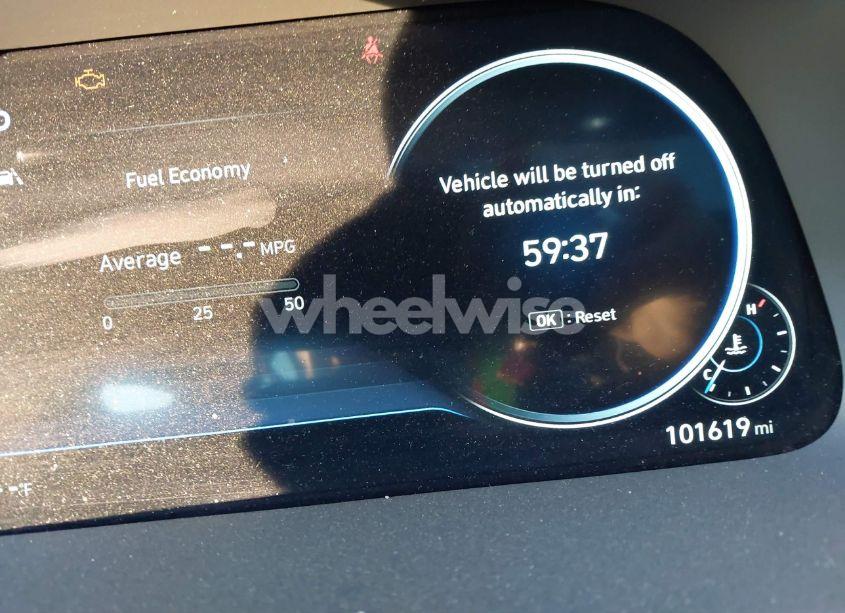 Fuel Economy
Average --.- MPG
0 25 50
Vehicle will be turned off
automatically in:
59:37
OK : Reset
H
C
101619 mi
°F
wheelwise